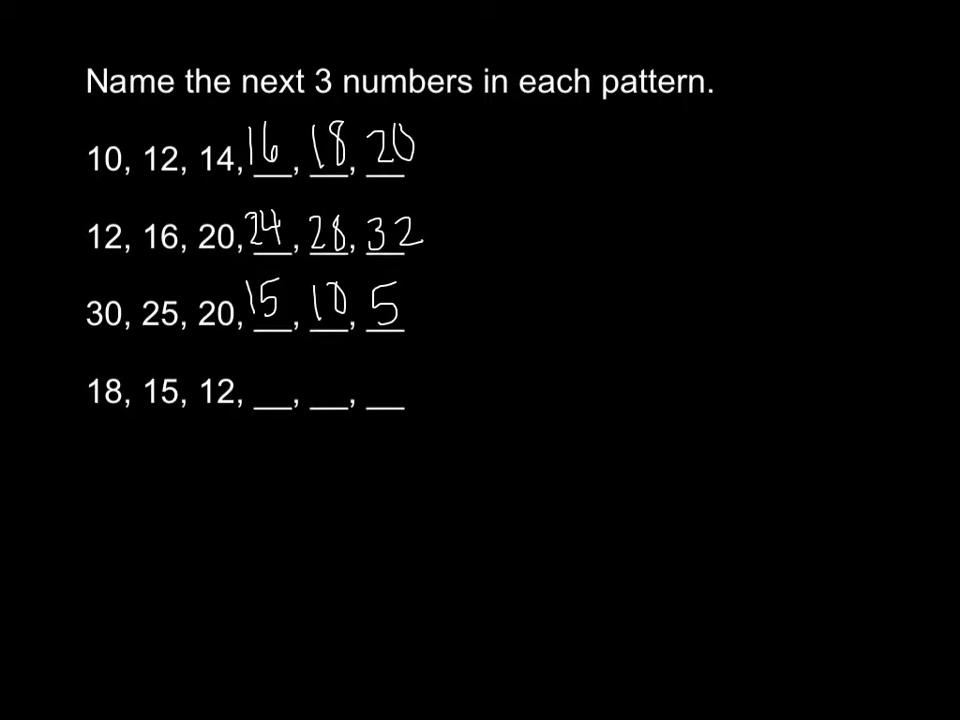 Name the next 3 numbers in each pattern.
10, 12, 14, 16, 18, 20
12, 16, 20, 24, 28, 32
30, 25, 20, 15, 10, 5
18, 15, 12, __, __, __